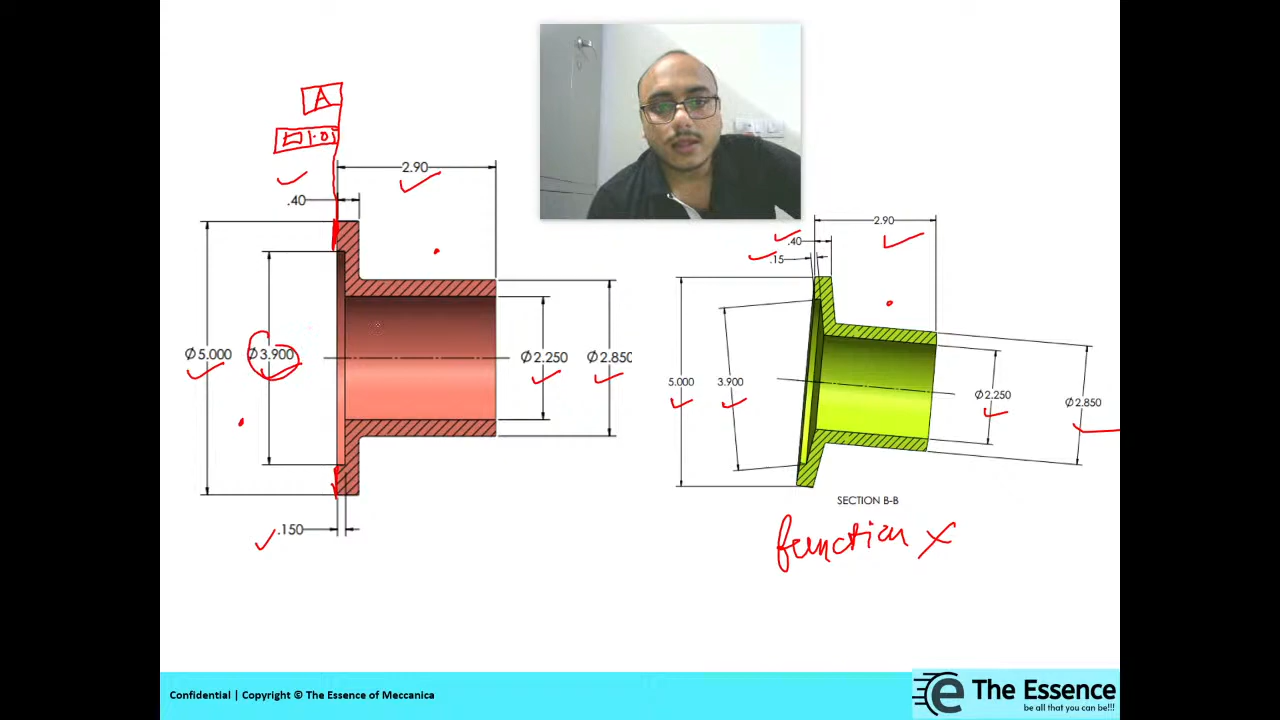 A
2.90
.40
Ø5.000
Ø3.900
Ø2.250
Ø2.850
.150
2.90
.40
.15
5.000
3.900
Ø2.250
Ø2.850
SECTION B-B
function X
Confidential | Copyright © The Essence of Meccanica
The Essence
be all that you can be!!!